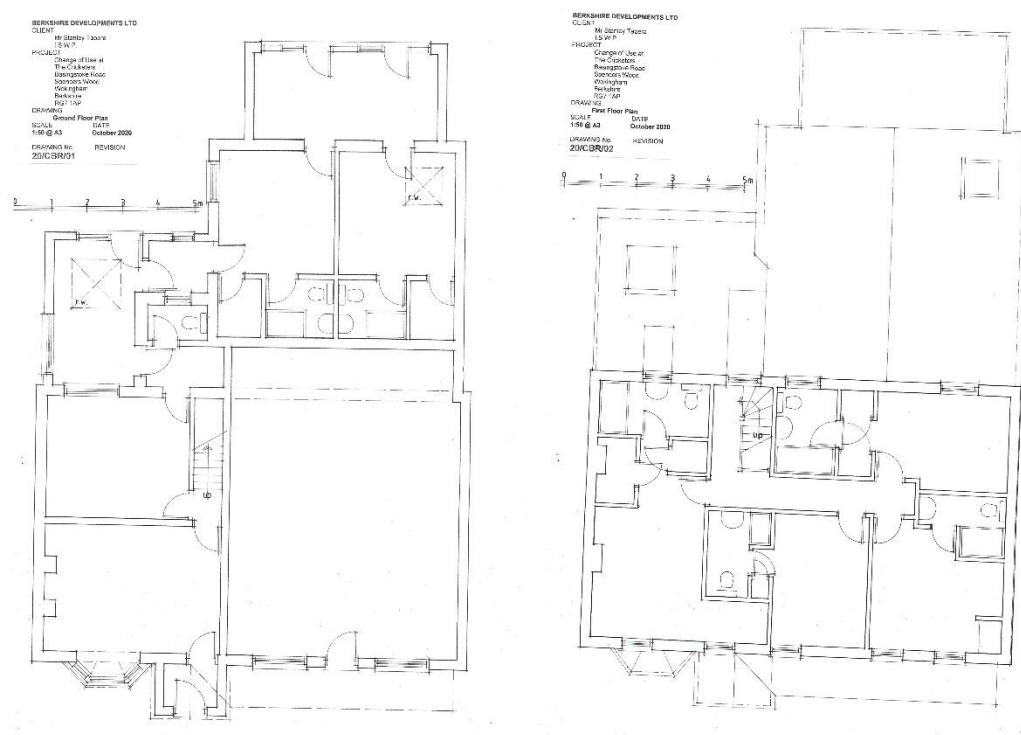 BERKSHIRE DEVELOPMENTS LTD
CLIENT
Mr Stanley
PROJECT
Change of Use at
The Cricketers
Basingstoke Road
Spencers Wood
Wokingham
Berkshire
RG7 1AP
DRAWING
Ground Floor Plan
SCALE DATE
1:50 @ A3 October 2020
DRAWING No. REVISION
20/CBR/01
0 1 2 3 4 5m
r.w.
r.w.
up
BERKSHIRE DEVELOPMENTS LTD
CLIENT
Mr Stanley
PROJECT
Change of Use at
The Cricketers
Basingstoke Road
Spencers Wood
Wokingham
Berkshire
RG7 1AP
DRAWING
First Floor Plan
SCALE DATE
1:50 @ A3 October 2020
DRAWING No. REVISION
20/CBR/02
0 1 2 3 4 5m
up